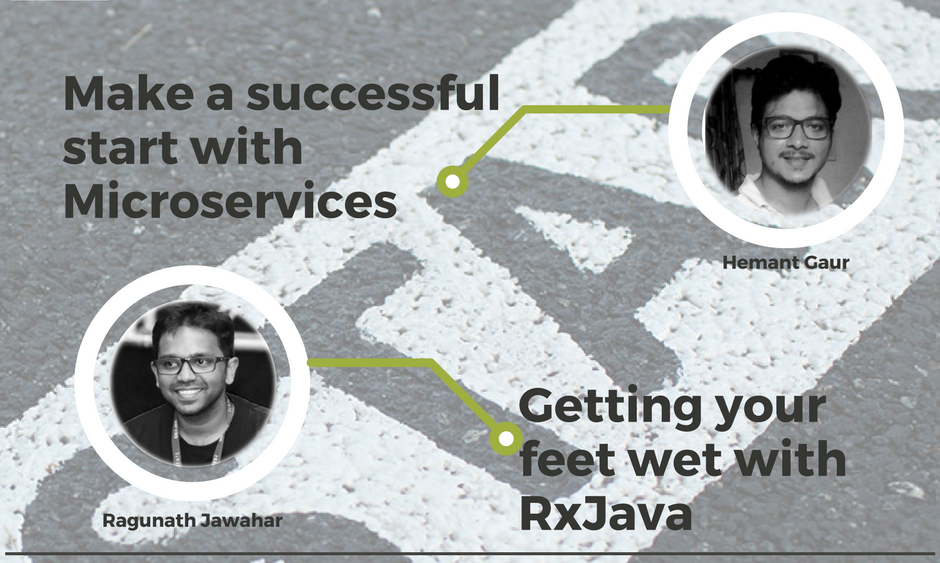 Make a successful
start with
Microservices
Hemant Gaur
Ragunath Jawahar
Getting your
feet wet with
RxJava